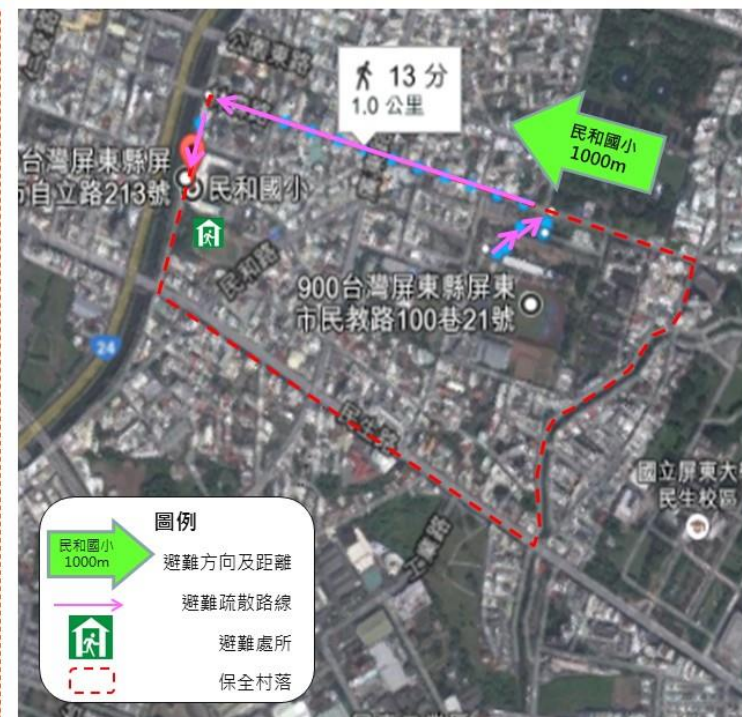 公園東路
13 分
1.0 公里
民和國小
1000m
台灣屏東縣屏
市自立路213號
民和國小
民和路
900台灣屏東縣屏東
市民教路100巷21號
24
民生路
國立屏東大
民生校區
圖例
民和國小
1000m
避難方向及距離
避難疏散路線
避難處所
保全村落